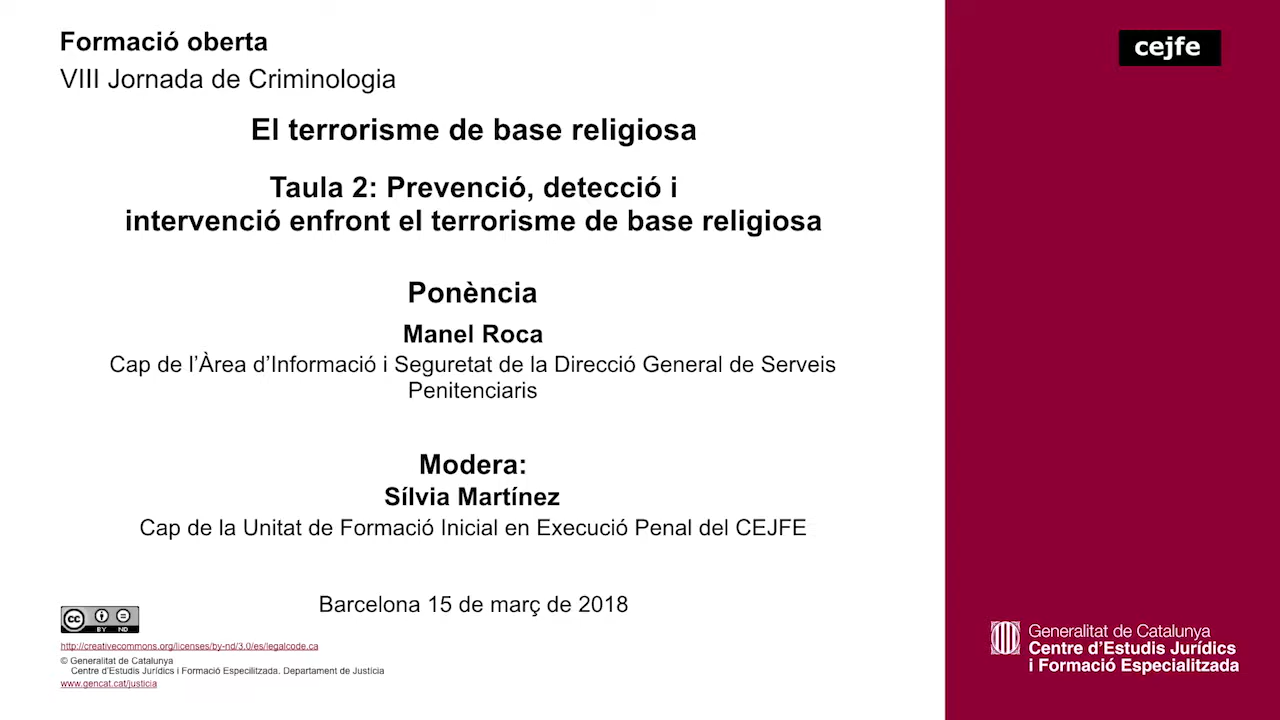 Formació oberta
VIII Jornada de Criminologia
cejfe
El terrorisme de base religiosa
Taula 2: Prevenció, detecció i
intervenció enfront el terrorisme de base religiosa
Ponència
Manel Roca
Cap de l'Àrea d'Informació i Seguretat de la Direcció General de Serveis
Penitenciaris
Modera:
Sílvia Martínez
Cap de la Unitat de Formació Inicial en Execució Penal del CEJFE
Barcelona 15 de març de 2018
cc BY ND
http://creativecommons.org/licenses/by-nd/3.0/es/legalcode.ca
© Generalitat de Catalunya
Centre d'Estudis Jurídics i Formació Especilitzada. Departament de Justícia
www.gencat.cat/justicia
Generalitat de Catalunya
Centre d'Estudis Jurídics
i Formació Especialitzada